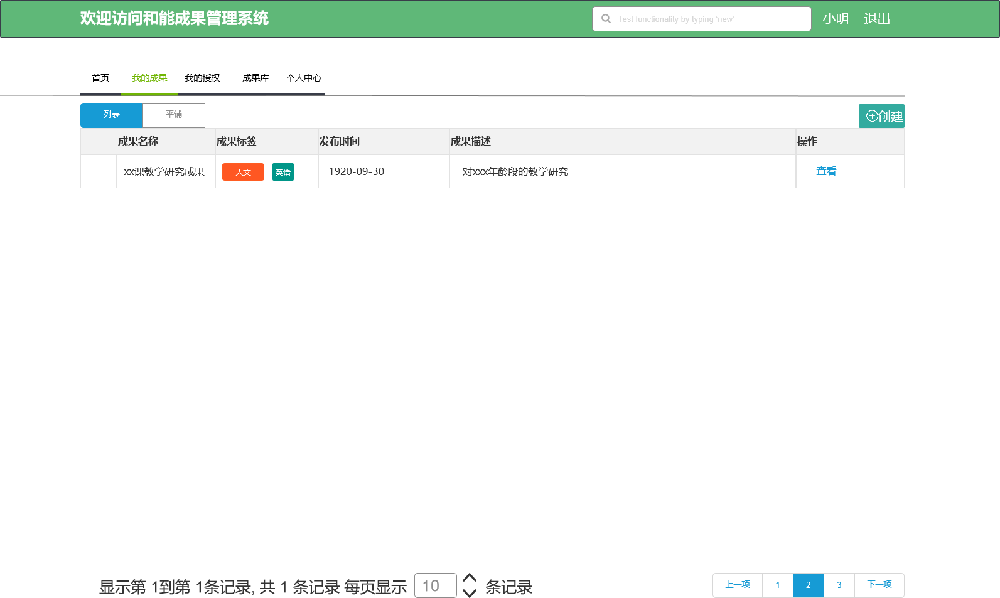 欢迎访问和能成果管理系统
Test functionality by typing 'new'
小明 退出
首页 我的成果 我的授权 成果库 个人中心
列表 平铺
创建
成果名称 成果标签 发布时间 成果描述 操作
xx课教学研究成果 人文 英语 1920-09-30 对xxx年龄段的教学研究 查看
显示第 1到第 1条记录, 共 1 条记录 每页显示 10 条记录
上一项 1 2 3 下一项